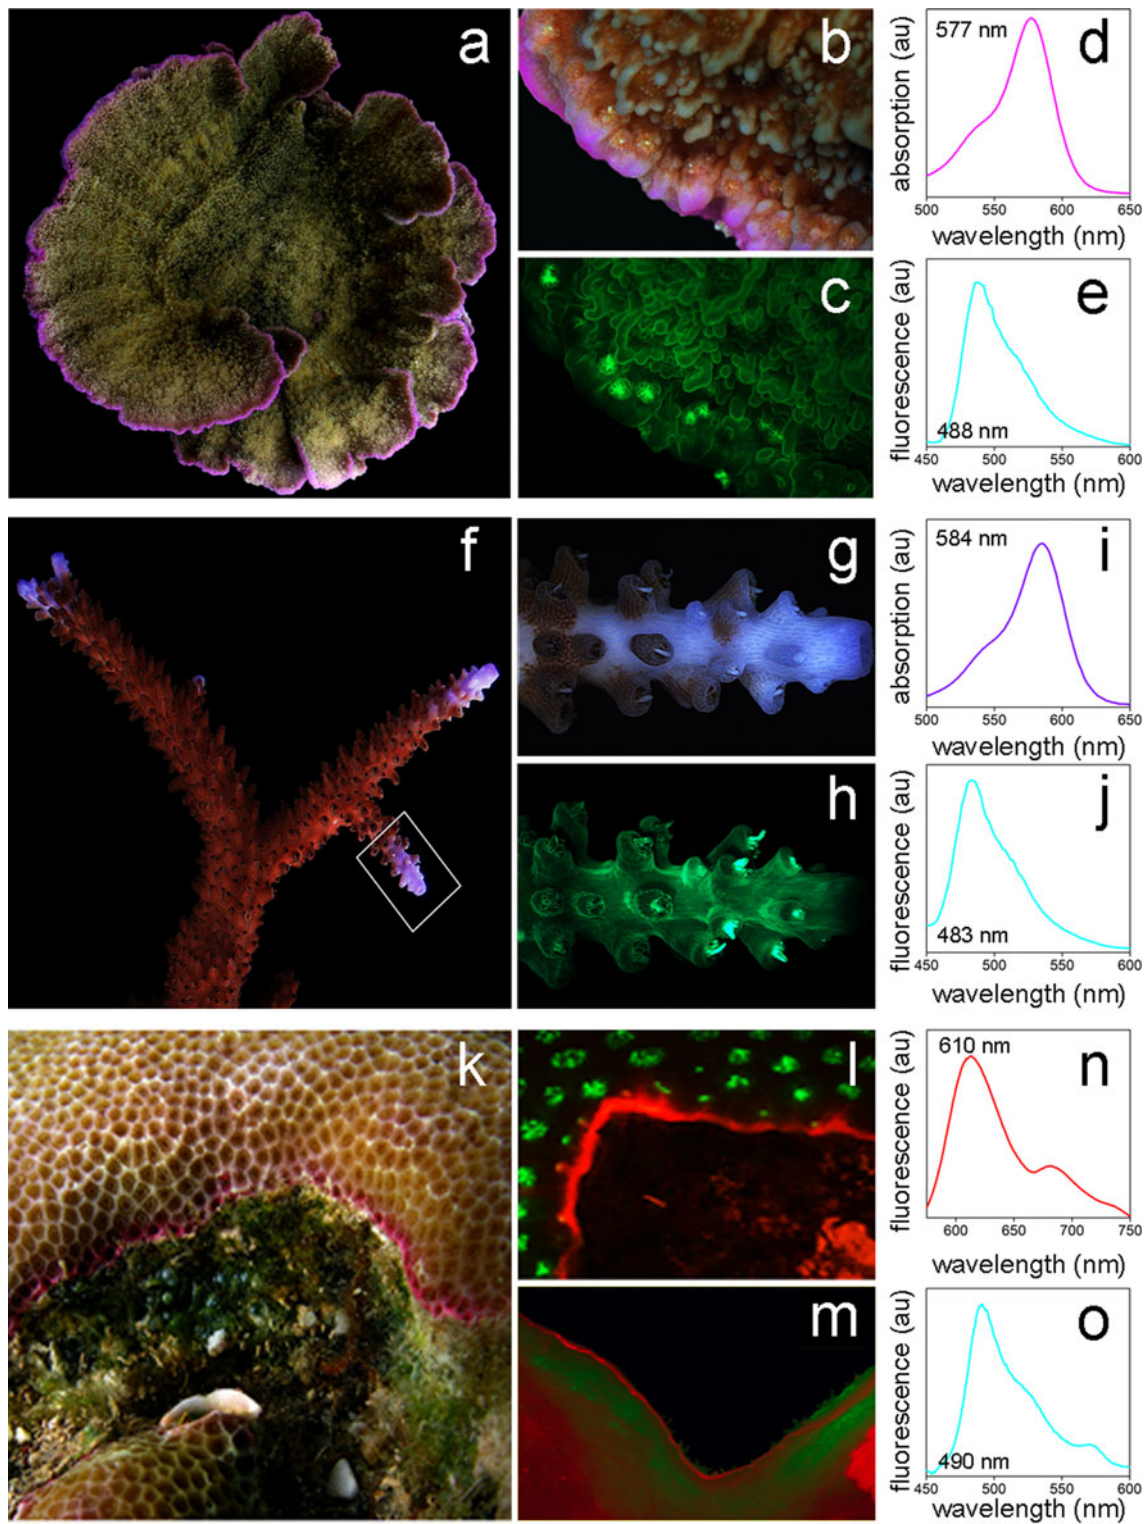 a
b
577 nm
d
absorption (au)
500 550 600 650
wavelength (nm)
c
e
fluorescence (au)
488 nm
450 500 550 600
wavelength (nm)
f
g
584 nm
i
absorption (au)
500 550 600 650
wavelength (nm)
h
j
fluorescence (au)
483 nm
450 500 550 600
wavelength (nm)
k
l
610 nm
n
fluorescence (au)
600 650 700 750
wavelength (nm)
m
o
fluorescence (au)
490 nm
450 500 550 600
wavelength (nm)